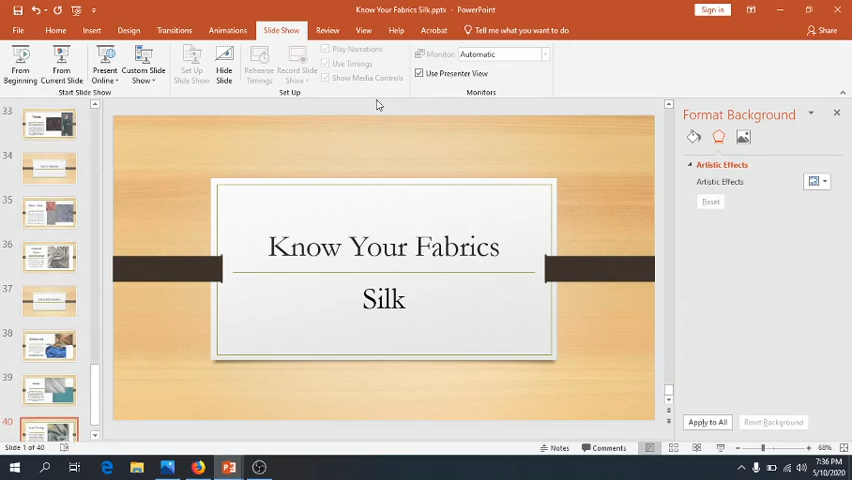 Know Your Fabrics Silk.pptx - PowerPoint
Sign in
File Home Insert Design Transitions Animations Slide Show Review View Help Acrobat Tell me what you want to do Share
From Beginning
From Current Slide
Present Online
Custom Slide Show
Set Up Slide Show
Hide Slide
Rehearse Timings
Record Slide Show
Play Narrations
Use Timings
Show Media Controls
Monitor: Automatic
Use Presenter View
Start Slide Show
Set Up
Monitors
33
34
35
36
37
38
39
40
Know Your Fabrics
Silk
Format Background
Artistic Effects
Artistic Effects
Reset
Apply to All
Reset Background
Slide 1 of 40
Notes
Comments
68%
7:36 PM
5/10/2020